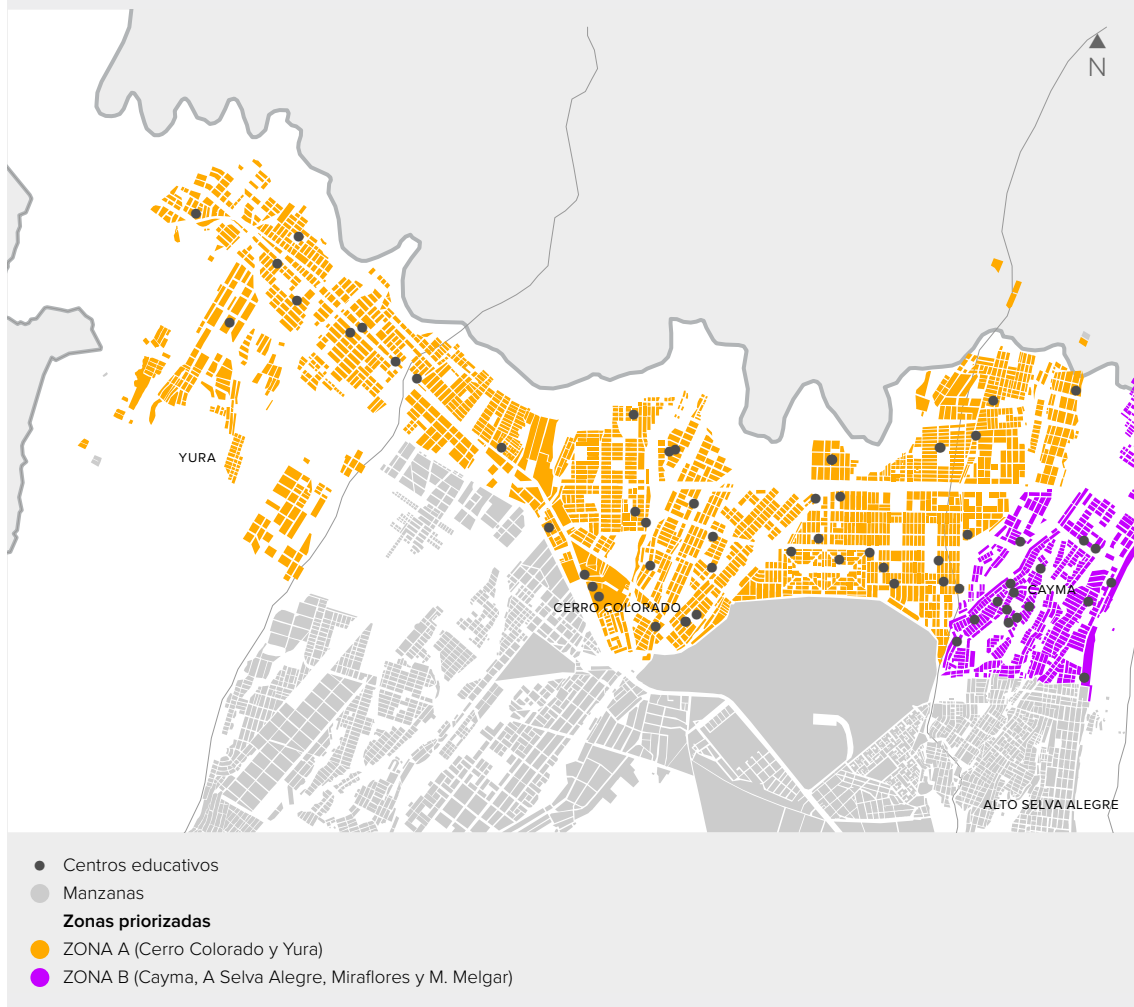 N
YURA
CERRO COLORADO
CAYMA
ALTO SELVA ALEGRE
Centros educativos
Manzanas
Zonas priorizadas
ZONA A (Cerro Colorado y Yura)
ZONA B (Cayma, A Selva Alegre, Miraflores y M. Melgar)